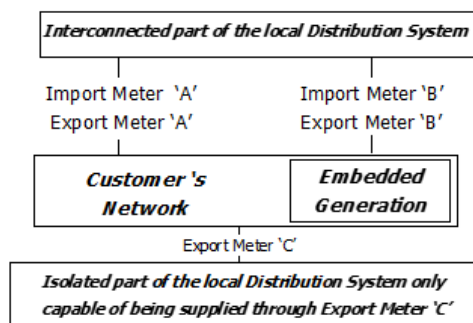 Interconnected part of the local Distribution System
Import Meter ‘A’ Import Meter ‘B’
Export Meter ‘A’ Export Meter ‘B’
Customer's Embedded
Network Generation
Export Meter ‘C’
Isolated part of the local Distribution System only
capable of being supplied through Export Meter ‘C’